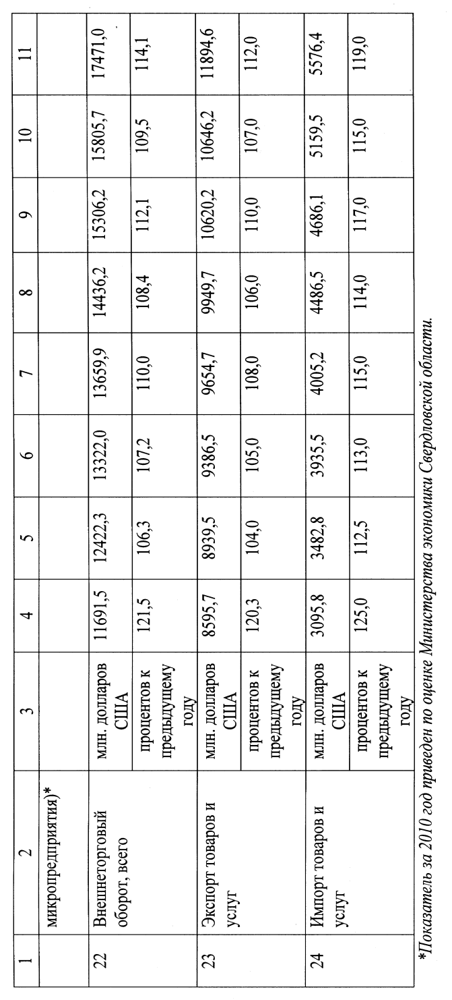 1 2 3 4 5 6 7 8 9 10 11
микропредприятия)*
22 Внешнеторговый оборот, всего млн. долларов США 11691,5 12422,3 13322,0 13659,9 14436,2 15306,2 15805,7 17471,0
процентов к предыдущему году 121,5 106,3 107,2 110,0 108,4 112,1 109,5 114,1
23 Экспорт товаров и услуг млн. долларов США 8595,7 8939,5 9386,5 9654,7 9949,7 10620,2 10646,2 11894,6
процентов к предыдущему году 120,3 104,0 105,0 108,0 106,0 110,0 107,0 112,0
24 Импорт товаров и услуг млн. долларов США 3095,8 3482,8 3935,5 4005,2 4486,5 4686,1 5159,5 5576,4
процентов к предыдущему году 125,0 112,5 113,0 115,0 114,0 117,0 115,0 119,0
*Показатель за 2010 год приведен по оценке Министерства экономики Свердловской области.